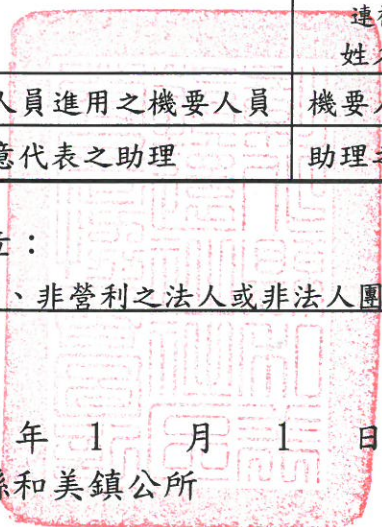 連
姓
人員進用之機要人員 機要人
意代表之助理 助理
：
、非營利之法人或非法人團
年 1 月 1 日
縣和美鎮公所